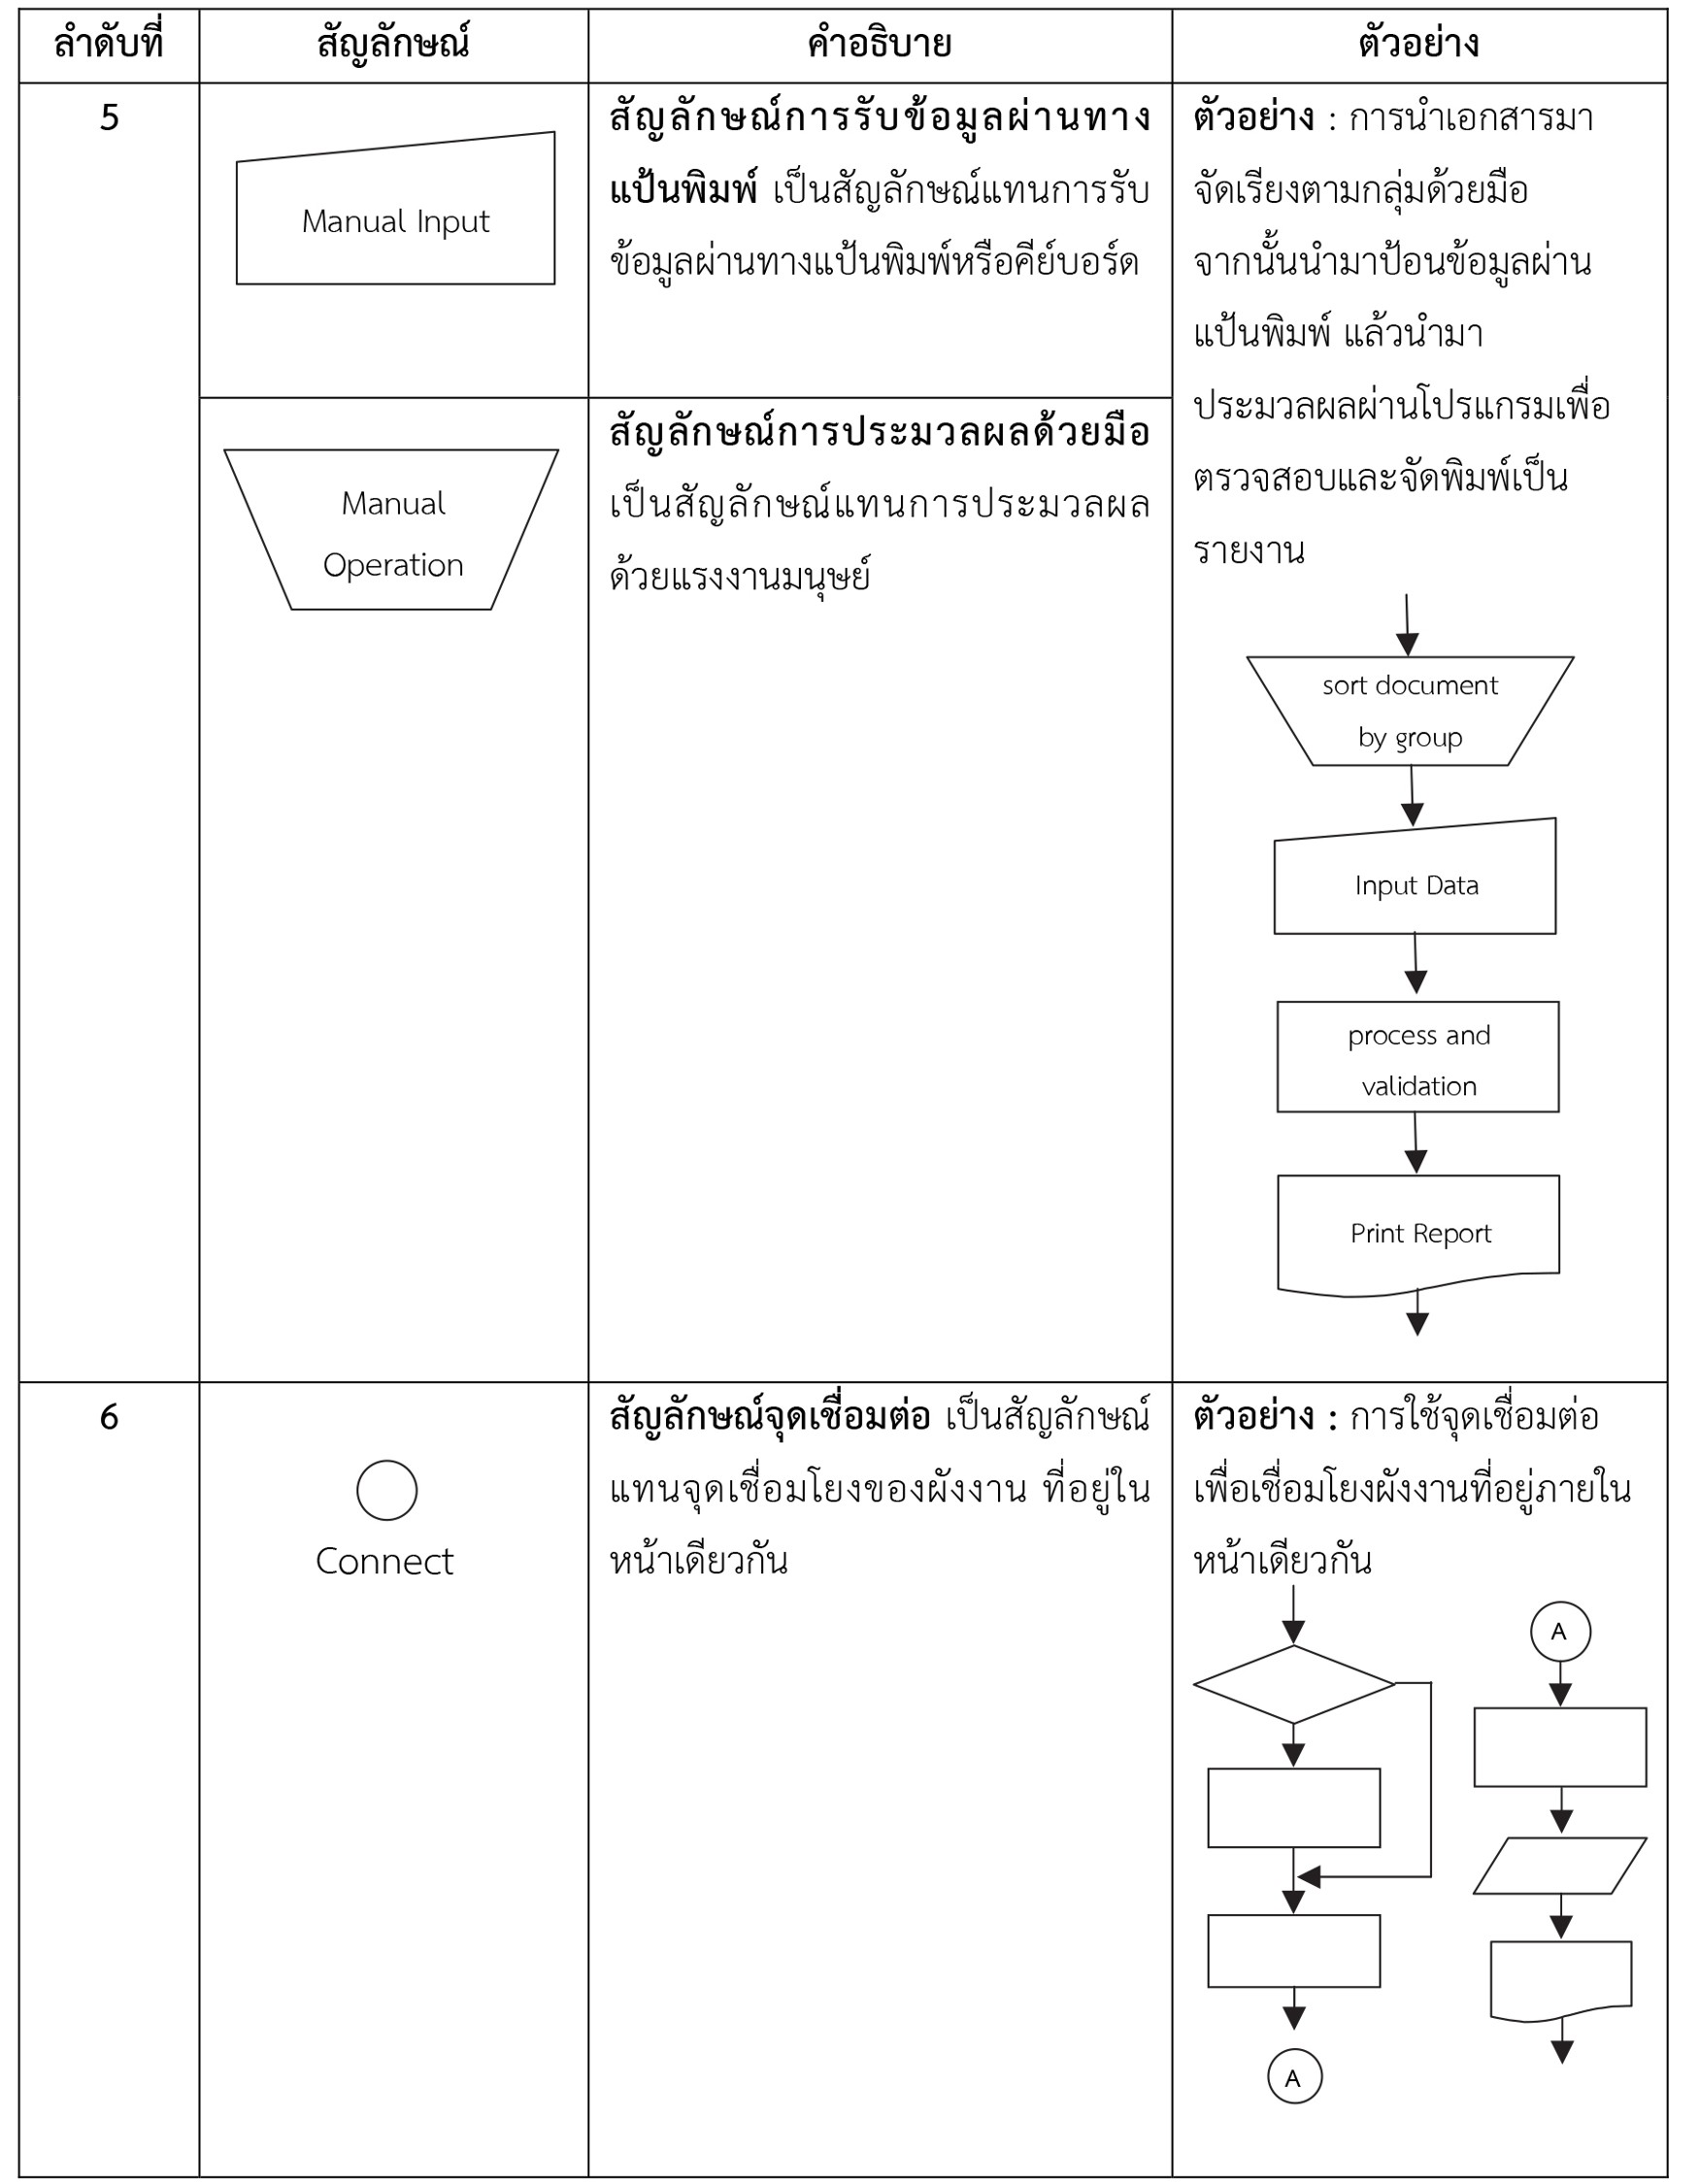 ลำดับที่ สัญลักษณ์ คำอธิบาย ตัวอย่าง
5
Manual Input
สัญลักษณ์การรับข้อมูลผ่านทาง
แป้นพิมพ์ เป็นสัญลักษณ์แทนการรับ
ข้อมูลผ่านทางแป้นพิมพ์หรือคีย์บอร์ด
Manual
Operation
สัญลักษณ์การประมวลผลด้วยมือ
เป็นสัญลักษณ์แทนการประมวลผล
ด้วยแรงงานมนุษย์
ตัวอย่าง : การนำเอกสารมา
จัดเรียงตามกลุ่มด้วยมือ
จากนั้นนำมาป้อนข้อมูลผ่าน
แป้นพิมพ์ แล้วนำมา
ประมวลผลผ่านโปรแกรมเพื่อ
ตรวจสอบและจัดพิมพ์เป็น
รายงาน
sort document
by group
Input Data
process and
validation
Print Report
6
Connect
สัญลักษณ์จุดเชื่อมต่อ เป็นสัญลักษณ์
แทนจุดเชื่อมโยงของผังงาน ที่อยู่ใน
หน้าเดียวกัน
ตัวอย่าง : การใช้จุดเชื่อมต่อ
เพื่อเชื่อมโยงผังงานที่อยู่ภายใน
หน้าเดียวกัน
A
A